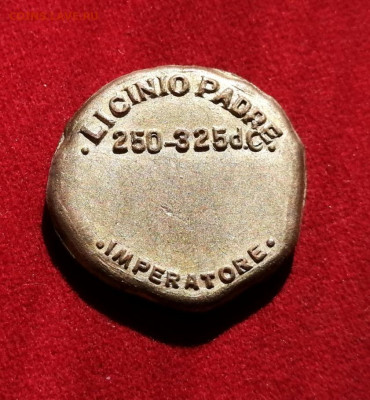 ·LICINIO PADRE·
250-325d.C.
·IMPERATORE·